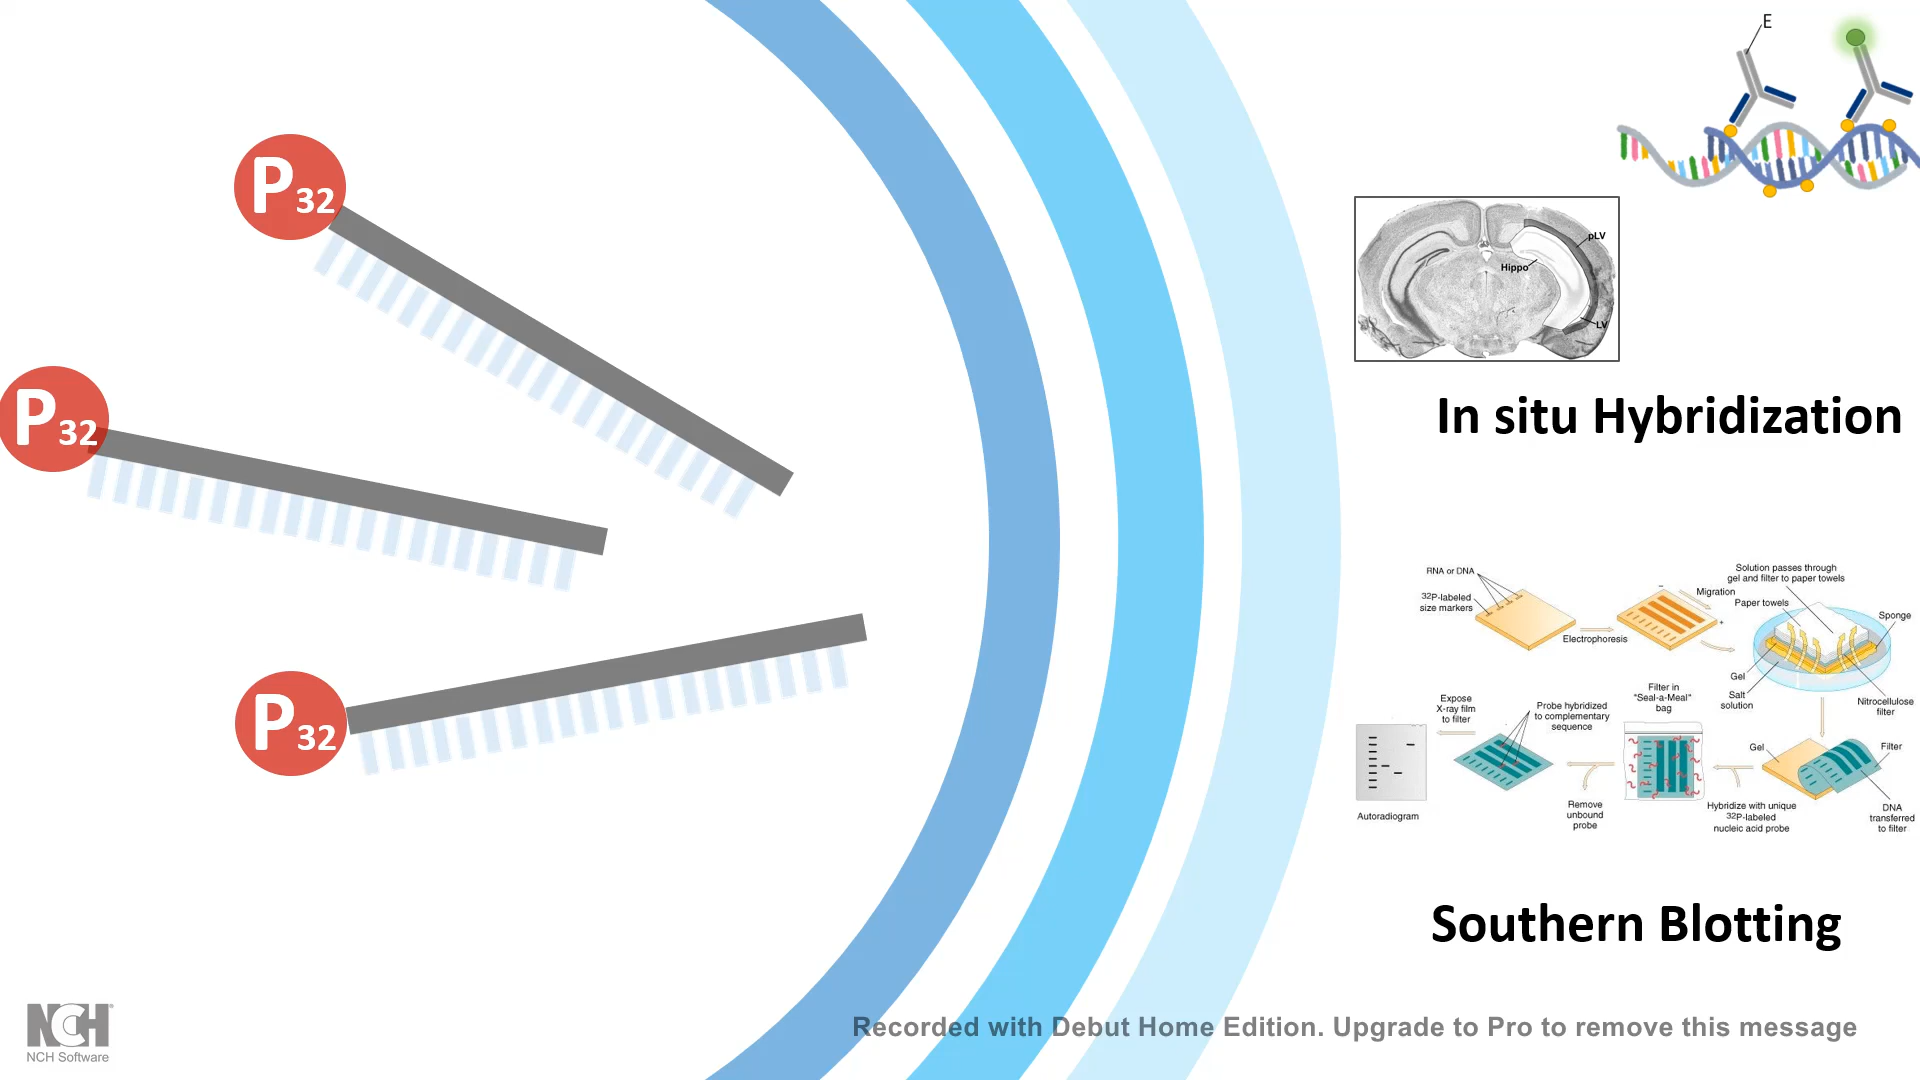 E
P32
pLV
Hippo
LV
P32
In situ Hybridization
RNA or DNA
32P-labeled
size markers
Electrophoresis
−
Migration
+
Solution passes through
gel and filter to paper towels
Paper towels
Sponge
Gel
Salt
solution
Nitrocellulose
filter
P32
Expose
X-ray film
to filter
Probe hybridized
to complementary
sequence
Filter in
"Seal-a-Meal"
bag
Gel
Filter
Autoradiogram
Remove
unbound
probe
Hybridize with unique
32P-labeled
nucleic acid probe
DNA
transferred
to filter
Southern Blotting
NCH®
NCH Software
Recorded with Debut Home Edition. Upgrade to Pro to remove this message